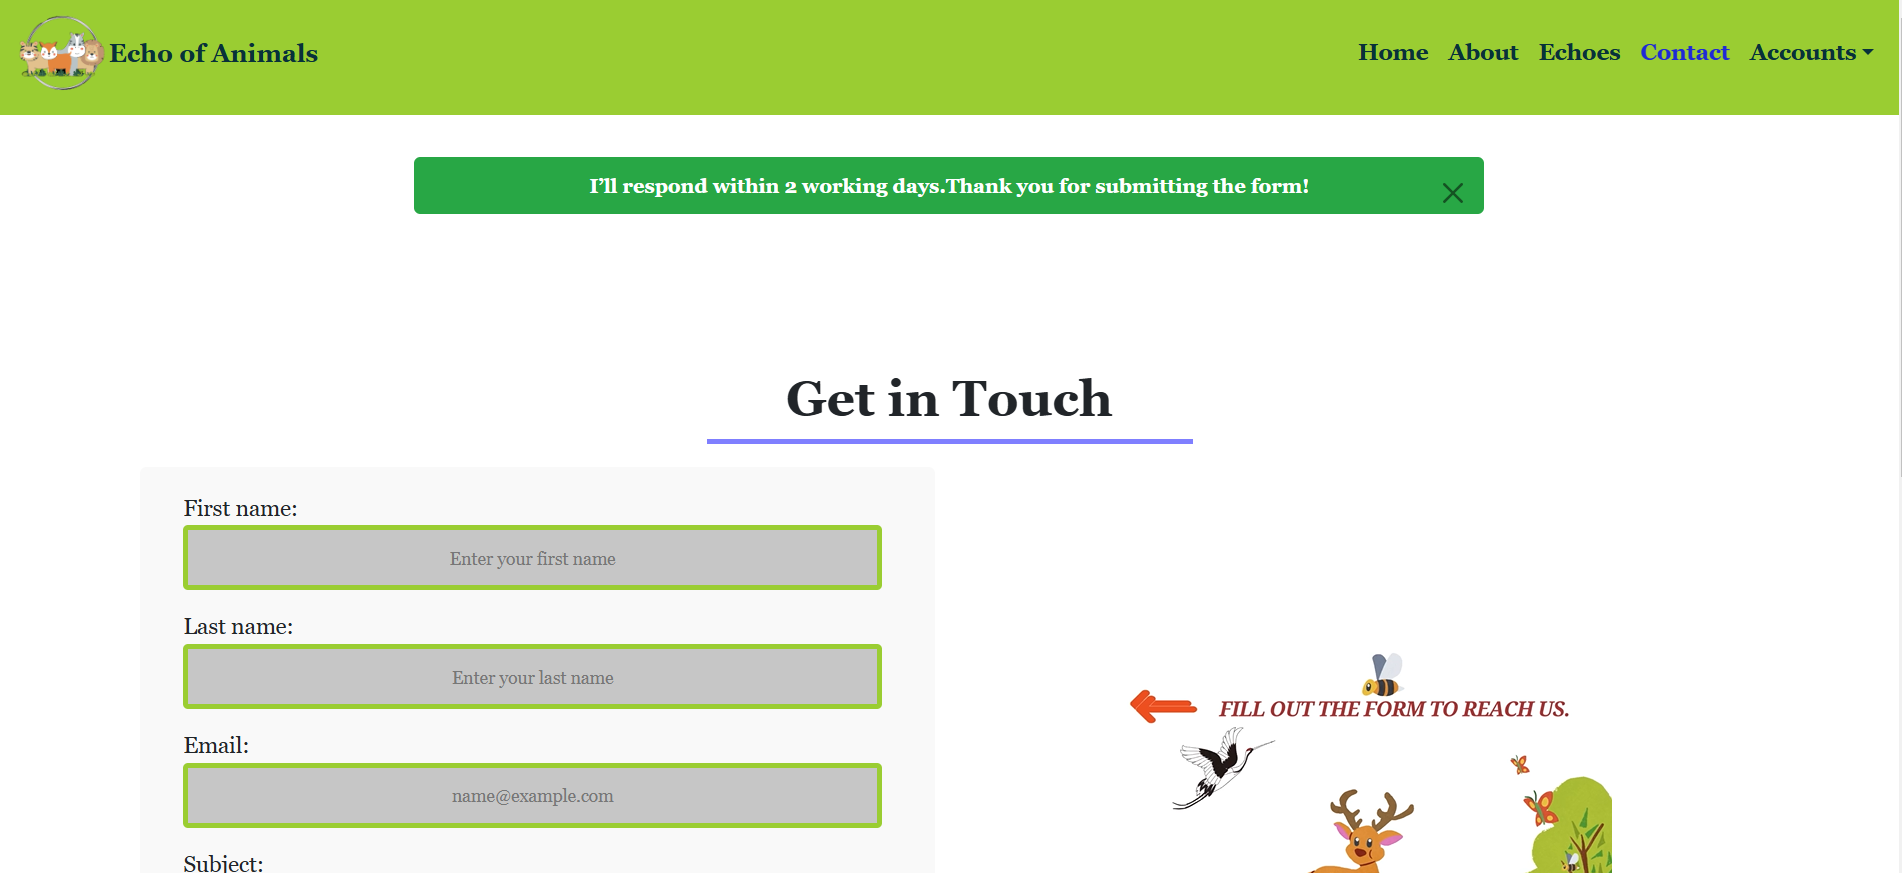 Echo of Animals
Home About Echoes Contact Accounts
I’ll respond within 2 working days.Thank you for submitting the form!
Get in Touch
First name:
Enter your first name
Last name:
Enter your last name
Email:
name@example.com
Subject:
FILL OUT THE FORM TO REACH US.